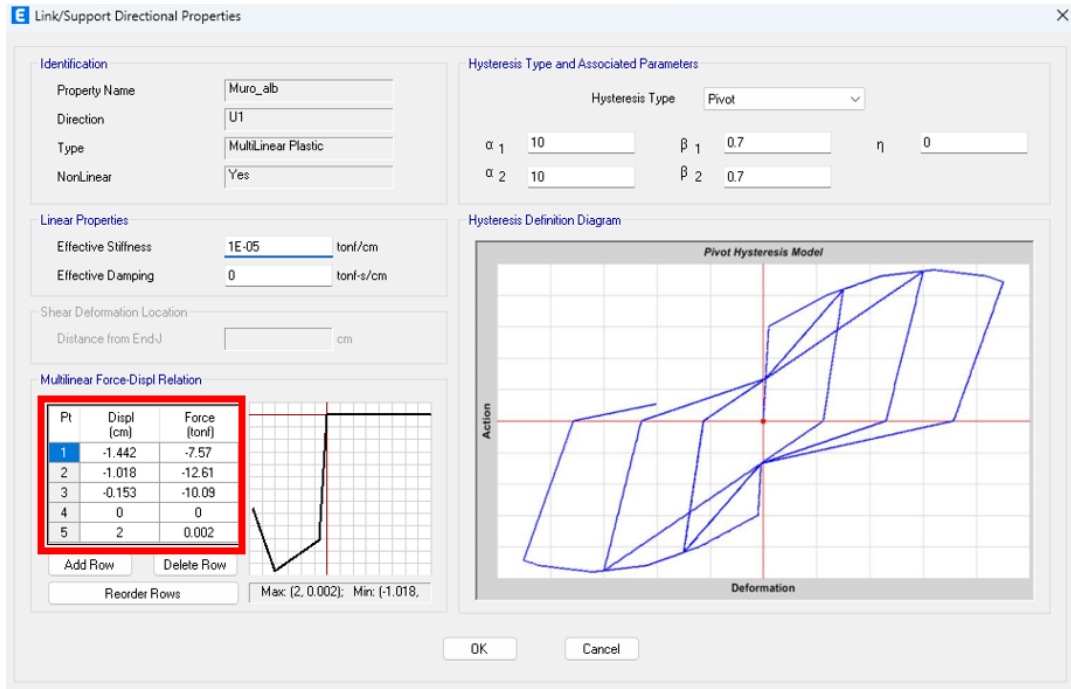 E Link/Support Directional Properties
Identification
Property Name Muro_alb
Direction U1
Type MultiLinear Plastic
NonLinear Yes
Linear Properties
Effective Stiffness 1E-05 tonf/cm
Effective Damping 0 tonf-s/cm
Shear Deformation Location
Distance from End-J cm
Multilinear Force-Displ Relation
Pt Displ Force
(cm) (tonf)
1 -1.442 -7.57
2 -1.018 -12.61
3 -0.153 -10.09
4 0 0
5 2 0.002
Add Row Delete Row
Reorder Rows Max: (2, 0.002); Min: (-1.018,
Hysteresis Type and Associated Parameters
Hysteresis Type Pivot
α 1 10 β 1 0.7 η 0
α 2 10 β 2 0.7
Hysteresis Definition Diagram
Pivot Hysteresis Model
Action
Deformation
OK Cancel